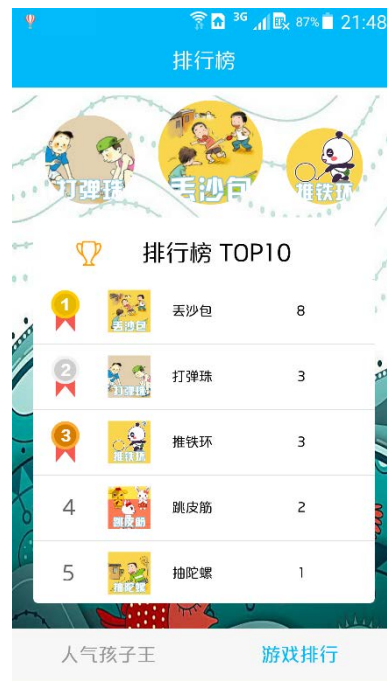 3G 87% 21:48
排行榜
打弹珠 丢沙包 推铁环
排行榜 TOP10
1 丢沙包 丢沙包 8
2 打弹珠 打弹珠 3
3 推铁环 推铁环 3
4 跳皮筋 跳皮筋 2
5 抽陀螺 抽陀螺 1
人气孩子王 游戏排行